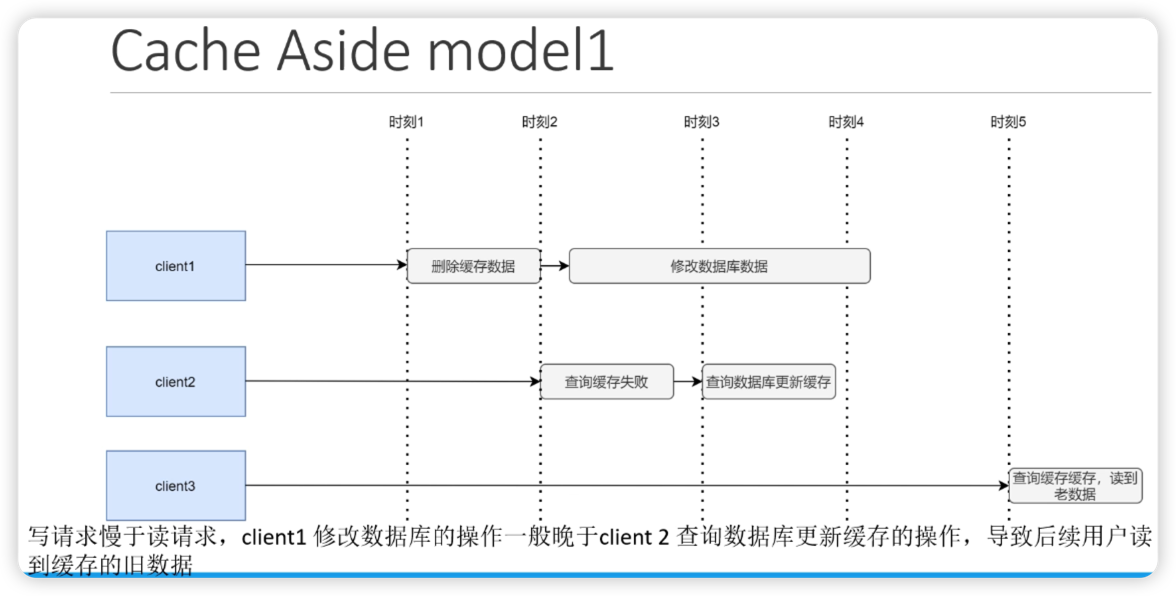 Cache Aside model1
时刻1
时刻2
时刻3
时刻4
时刻5
client1
删除缓存数据
修改数据库数据
client2
查询缓存失败
查询数据库更新缓存
client3
查询缓存缓存，读到
老数据
写请求慢于读请求，client1 修改数据库的操作一般晚于client 2 查询数据库更新缓存的操作，导致后续用户读
到缓存的旧数据